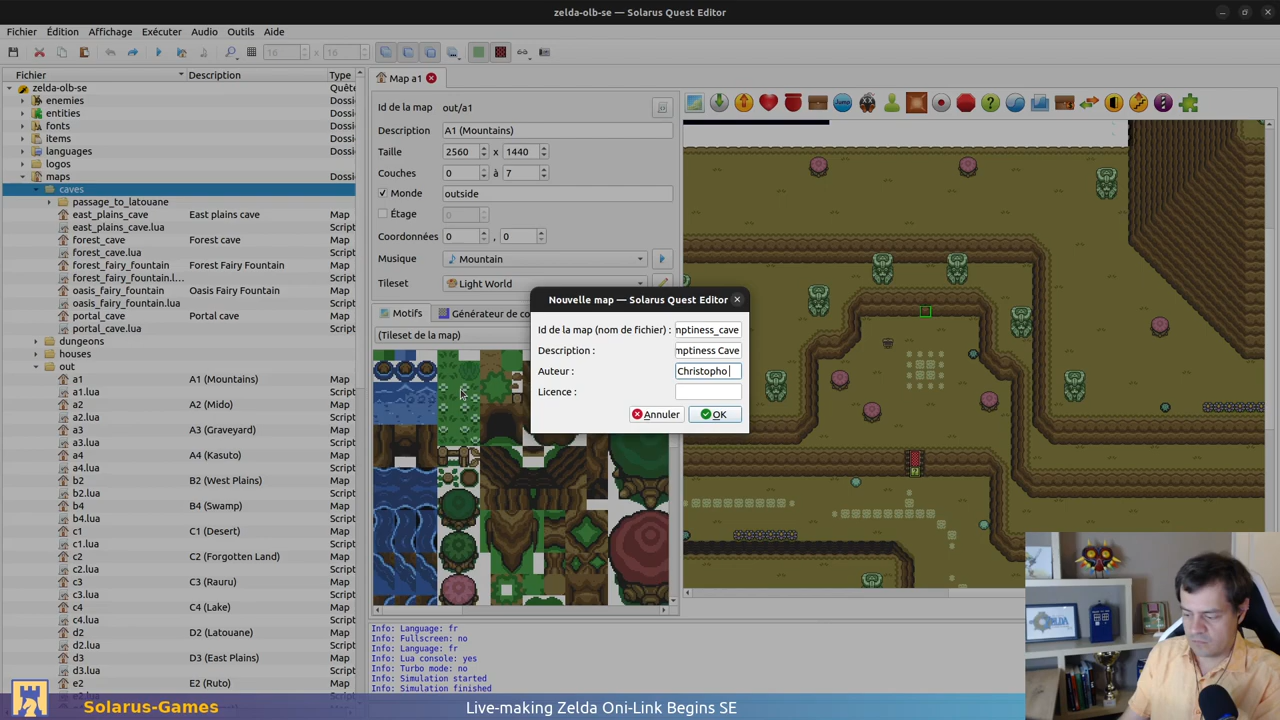 zelda-olb-se — Solarus Quest Editor
Fichier Édition Affichage Exécuter Audio Outils Aide
16 x 16
Fichier Description Type
zelda-olb-se Quête
enemies Dossi
entities Dossi
fonts Dossi
items Dossi
languages Dossi
logos Dossi
maps Dossi
caves Dossi
passage_to_latouane Dossi
east_plains_cave East plains cave Map
east_plains_cave.lua Script
forest_cave Forest cave Map
forest_cave.lua Script
forest_fairy_fountain Forest Fairy Fountain Map
forest_fairy_fountain.l... Script
oasis_fairy_fountain Oasis Fairy Fountain Map
oasis_fairy_fountain.lua Script
portal_cave Portal cave Map
portal_cave.lua Script
dungeons Dossi
houses Dossi
out Dossi
a1 A1 (Mountains) Map
a1.lua Script
a2 A2 (Mido) Map
a2.lua Script
a3 A3 (Graveyard) Map
a3.lua Script
a4 A4 (Kasuto) Map
a4.lua Script
b2 B2 (West Plains) Map
b2.lua Script
b4 B4 (Swamp) Map
b4.lua Script
c1 C1 (Desert) Map
c1.lua Script
c2 C2 (Forgotten Land) Map
c2.lua Script
c3 C3 (Rauru) Map
c3.lua Script
c4 C4 (Lake) Map
c4.lua Script
d2 D2 (Latouane) Map
d2.lua Script
d3 D3 (East Plains) Map
d3.lua Script
e2 E2 (Ruto) Map
Map a1
Id de la map out/a1
Description A1 (Mountains)
Taille 2560 x 1440
Couches 0 à 7
Monde outside
Étage 0
Coordonnées 0 , 0
Musique Mountain
Tileset Light World
Motifs Générateur de co
(Tileset de la map)
Jump
Nouvelle map — Solarus Quest Editor
Id de la map (nom de fichier) : mptiness_cave
Description : mptiness Cave
Auteur : Christopho
Licence :
Annuler OK
Info: Language: fr
Info: Fullscreen: no
Info: Language: fr
Info: Lua console: yes
Info: Turbo mode: no
Info: Simulation started
Info: Simulation finished
Solarus-Games
Live-making Zelda Oni-Link Begins SE